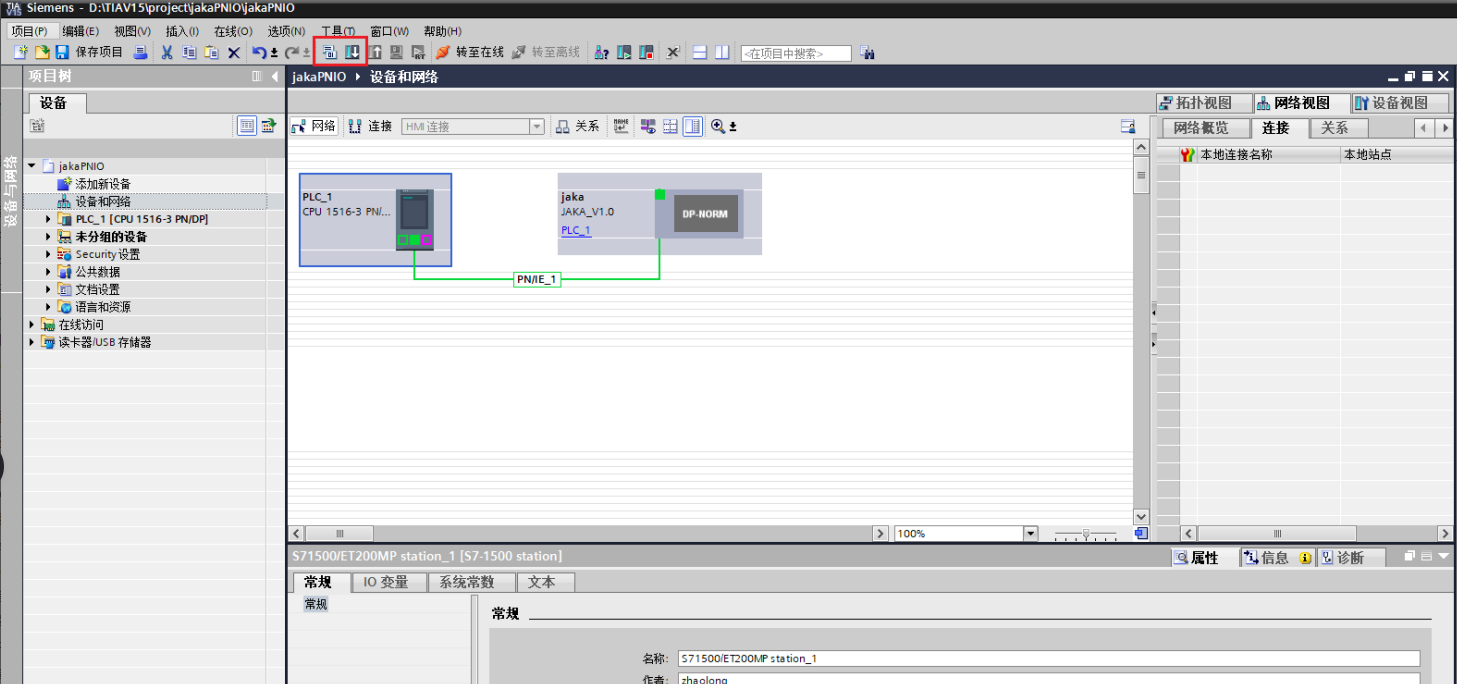 TIA V15 Siemens - D:\TIAV15\project\jakaPNIO\jakaPNIO
项目(P) 编辑(E) 视图(V) 插入(I) 在线(O) 选项(N) 工具(T) 窗口(W) 帮助(H)
保存项目 转至在线 转至离线 <在项目中搜索>
项目树
jakaPNIO 设备和网络
设备
拓扑视图 网络视图 设备视图
网络 连接 HMI 连接 关系
网络概览 连接 关系
本地连接名称 本地站点
设备与网络
jakaPNIO
添加新设备
设备和网络
PLC_1 [CPU 1516-3 PN/DP]
未分组的设备
Security 设置
公共数据
文档设置
语言和资源
在线访问
读卡器/USB 存储器
PLC_1
CPU 1516-3 PN/...
jaka
JAKA_V1.0
PLC_1
DP-NORM
PN/IE_1
100%
S71500/ET200MP station_1 [S7-1500 station]
属性 信息 诊断
常规 IO 变量 系统常数 文本
常规
常规
名称: S71500/ET200MP station_1
作者: zhaolong